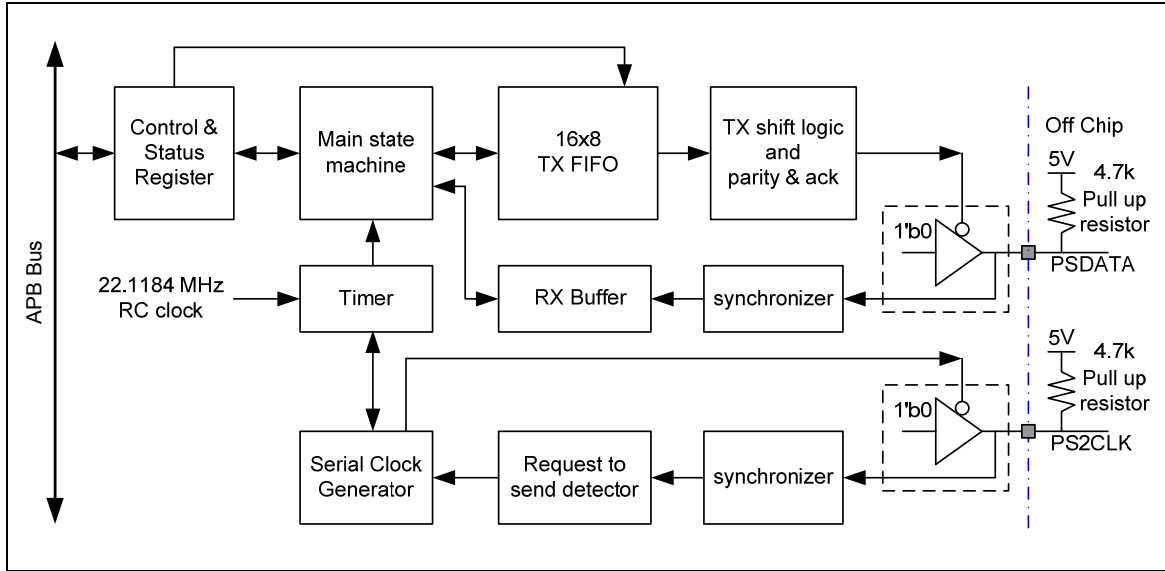 APB Bus
Control &
Status
Register
Main state
machine
16x8
TX FIFO
TX shift logic
and
parity & ack
Off Chip
5V
4.7k
Pull up
resistor
1'b0
PSDATA
22.1184 MHz
RC clock
Timer
RX Buffer
synchronizer
5V
4.7k
Pull up
resistor
1'b0
PS2CLK
Serial Clock
Generator
Request to
send detector
synchronizer